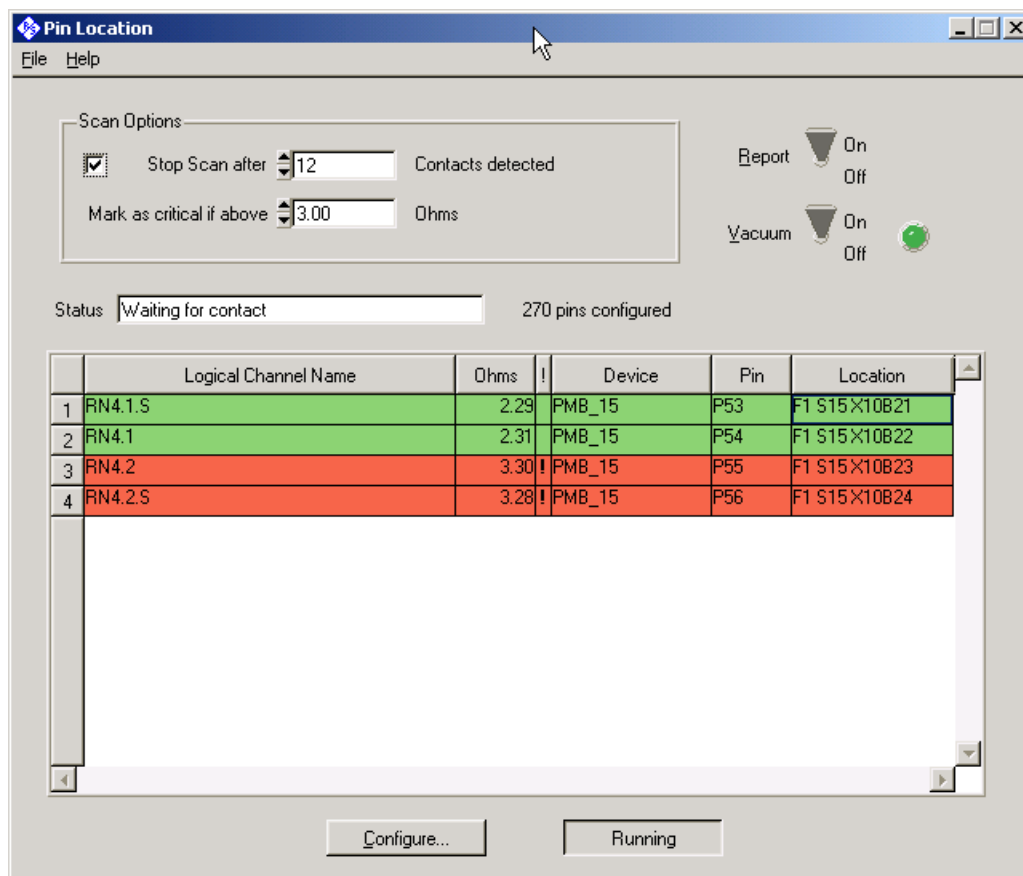 Pin Location
File Help
Scan Options
Stop Scan after 12 Contacts detected
Mark as critical if above 3.00 Ohms
Report On
Off
Vacuum On
Off
Status Waiting for contact 270 pins configured
Logical Channel Name Ohms ! Device Pin Location
1 RN4.1.S 2.29 PMB_15 P53 F1 S15 X10B21
2 RN4.1 2.31 PMB_15 P54 F1 S15 X10B22
3 RN4.2 3.30 ! PMB_15 P55 F1 S15 X10B23
4 RN4.2.S 3.28 ! PMB_15 P56 F1 S15 X10B24
Configure... Running